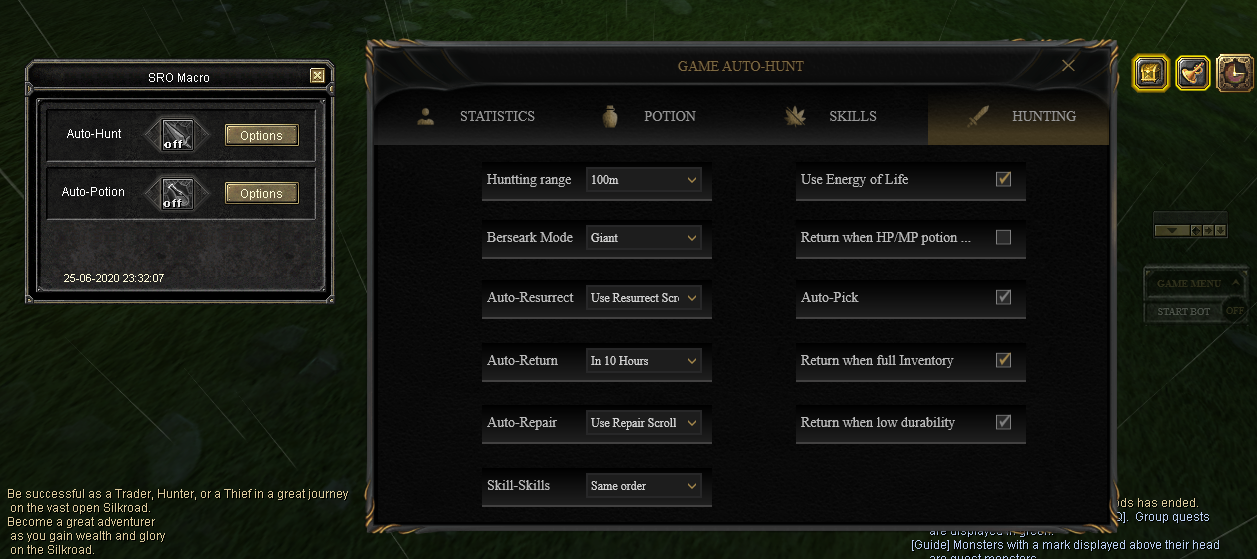 SRO Macro
Auto-Hunt
off
Options
Auto-Potion
off
Options
25-06-2020 23:32:07
GAME AUTO-HUNT
STATISTICS
POTION
SKILLS
HUNTING
Huntting range
100m
Use Energy of Life
Berseark Mode
Giant
Return when HP/MP potion ...
Auto-Resurrect
Use Resurrect Scr
Auto-Pick
Auto-Return
In 10 Hours
Return when full Inventory
Auto-Repair
Use Repair Scroll
Return when low durability
Skill-Skills
Same order
GAME MENU
START BOT
OFF
Be successful as a Trader, Hunter, or a Thief in a great journey
on the vast open Silkroad.
Become a great adventurer
as you gain wealth and glory
on the Silkroad.
ds has ended.
]. Group quests
are displayed in green.
[Guide] Monsters with a mark displayed above their head
are quest monsters.